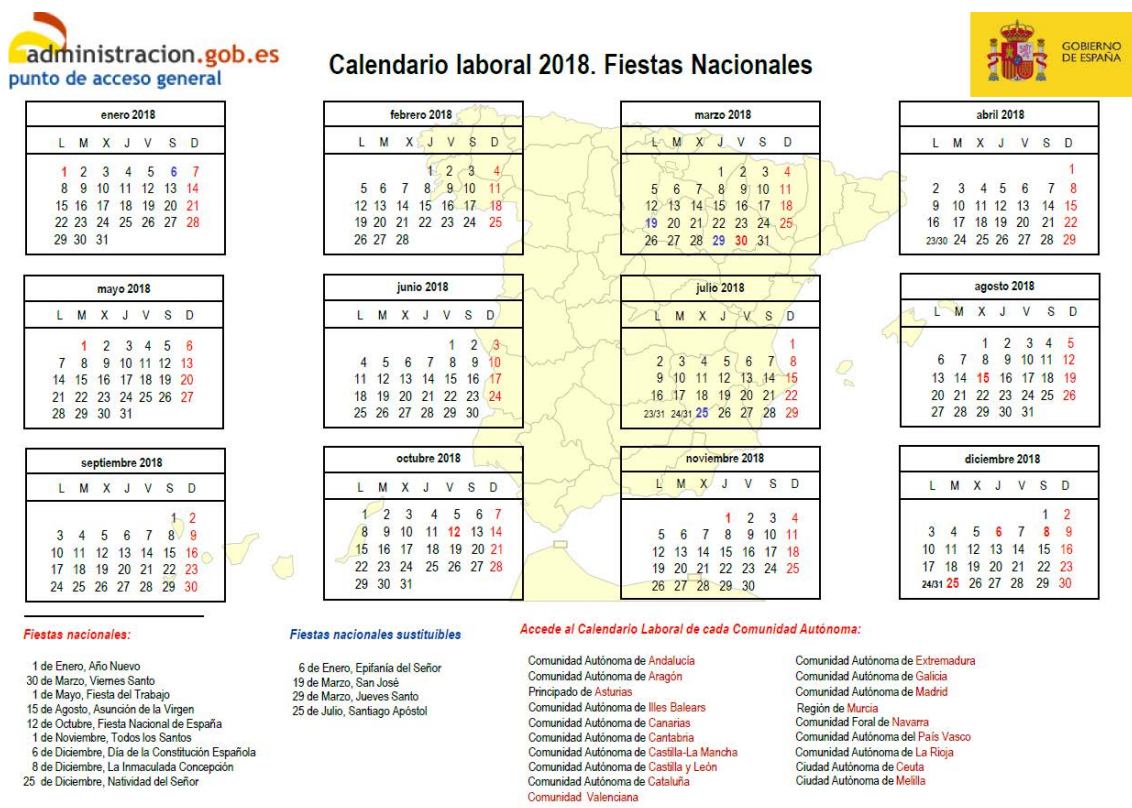 administracion.gob.es
punto de acceso general
Calendario laboral 2018. Fiestas Nacionales
GOBIERNO
DE ESPAÑA
enero 2018
L M X J V S D
1 2 3 4 5 6 7
8 9 10 11 12 13 14
15 16 17 18 19 20 21
22 23 24 25 26 27 28
29 30 31
febrero 2018
L M X J V S D
1 2 3 4
5 6 7 8 9 10 11
12 13 14 15 16 17 18
19 20 21 22 23 24 25
26 27 28
marzo 2018
L M X J V S D
1 2 3 4
5 6 7 8 9 10 11
12 13 14 15 16 17 18
19 20 21 22 23 24 25
26 27 28 29 30 31
abril 2018
L M X J V S D
1
2 3 4 5 6 7 8
9 10 11 12 13 14 15
16 17 18 19 20 21 22
23/30 24 25 26 27 28 29
mayo 2018
L M X J V S D
1 2 3 4 5 6
7 8 9 10 11 12 13
14 15 16 17 18 19 20
21 22 23 24 25 26 27
28 29 30 31
junio 2018
L M X J V S D
1 2 3
4 5 6 7 8 9 10
11 12 13 14 15 16 17
18 19 20 21 22 23 24
25 26 27 28 29 30
julio 2018
L M X J V S D
1
2 3 4 5 6 7 8
9 10 11 12 13 14 15
16 17 18 19 20 21 22
23/31 24/31 25 26 27 28 29
agosto 2018
L M X J V S D
1 2 3 4 5
6 7 8 9 10 11 12
13 14 15 16 17 18 19
20 21 22 23 24 25 26
27 28 29 30 31
septiembre 2018
L M X J V S D
1 2
3 4 5 6 7 8 9
10 11 12 13 14 15 16
17 18 19 20 21 22 23
24 25 26 27 28 29 30
octubre 2018
L M X J V S D
1 2 3 4 5 6 7
8 9 10 11 12 13 14
15 16 17 18 19 20 21
22 23 24 25 26 27 28
29 30 31
noviembre 2018
L M X J V S D
1 2 3 4
5 6 7 8 9 10 11
12 13 14 15 16 17 18
19 20 21 22 23 24 25
26 27 28 29 30
diciembre 2018
L M X J V S D
1 2
3 4 5 6 7 8 9
10 11 12 13 14 15 16
17 18 19 20 21 22 23
24/31 25 26 27 28 29 30
Fiestas nacionales:
1 de Enero, Año Nuevo
30 de Marzo, Viernes Santo
1 de Mayo, Fiesta del Trabajo
15 de Agosto, Asunción de la Virgen
12 de Octubre, Fiesta Nacional de España
1 de Noviembre, Todos los Santos
6 de Diciembre, Día de la Constitución Española
8 de Diciembre, La Inmaculada Concepción
25 de Diciembre, Natividad del Señor
Fiestas nacionales sustituibles
6 de Enero, Epifanía del Señor
19 de Marzo, San José
29 de Marzo, Jueves Santo
25 de Julio, Santiago Apóstol
Accede al Calendario Laboral de cada Comunidad Autónoma:
Comunidad Autónoma de Andalucía
Comunidad Autónoma de Aragón
Principado de Asturias
Comunidad Autónoma de Illes Balears
Comunidad Autónoma de Canarias
Comunidad Autónoma de Cantabria
Comunidad Autónoma de Castilla-La Mancha
Comunidad Autónoma de Castilla y León
Comunidad Autónoma de Cataluña
Comunidad Valenciana
Comunidad Autónoma de Extremadura
Comunidad Autónoma de Galicia
Comunidad Autónoma de Madrid
Región de Murcia
Comunidad Foral de Navarra
Comunidad Autónoma del País Vasco
Comunidad Autónoma de La Rioja
Ciudad Autónoma de Ceuta
Ciudad Autónoma de Melilla